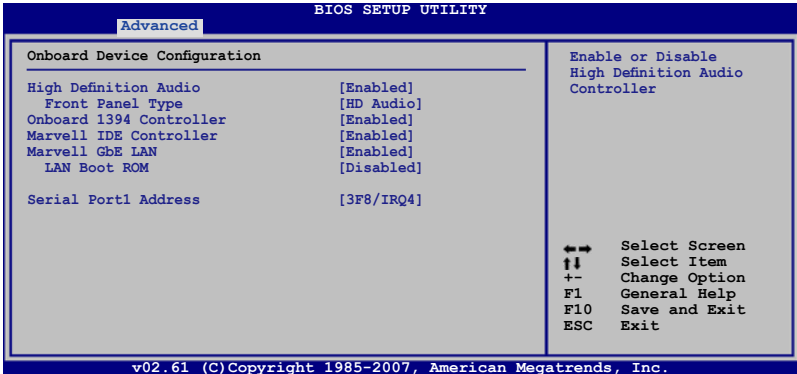 BIOS SETUP UTILITY
Advanced
Onboard Device Configuration
High Definition Audio [Enabled]
Front Panel Type [HD Audio]
Onboard 1394 Controller [Enabled]
Marvell IDE Controller [Enabled]
Marvell GbE LAN [Enabled]
LAN Boot ROM [Disabled]
Serial Port1 Address [3F8/IRQ4]
Enable or Disable
High Definition Audio
Controller
←→ Select Screen
↑↓ Select Item
+- Change Option
F1 General Help
F10 Save and Exit
ESC Exit
v02.61 (C)Copyright 1985-2007, American Megatrends, Inc.